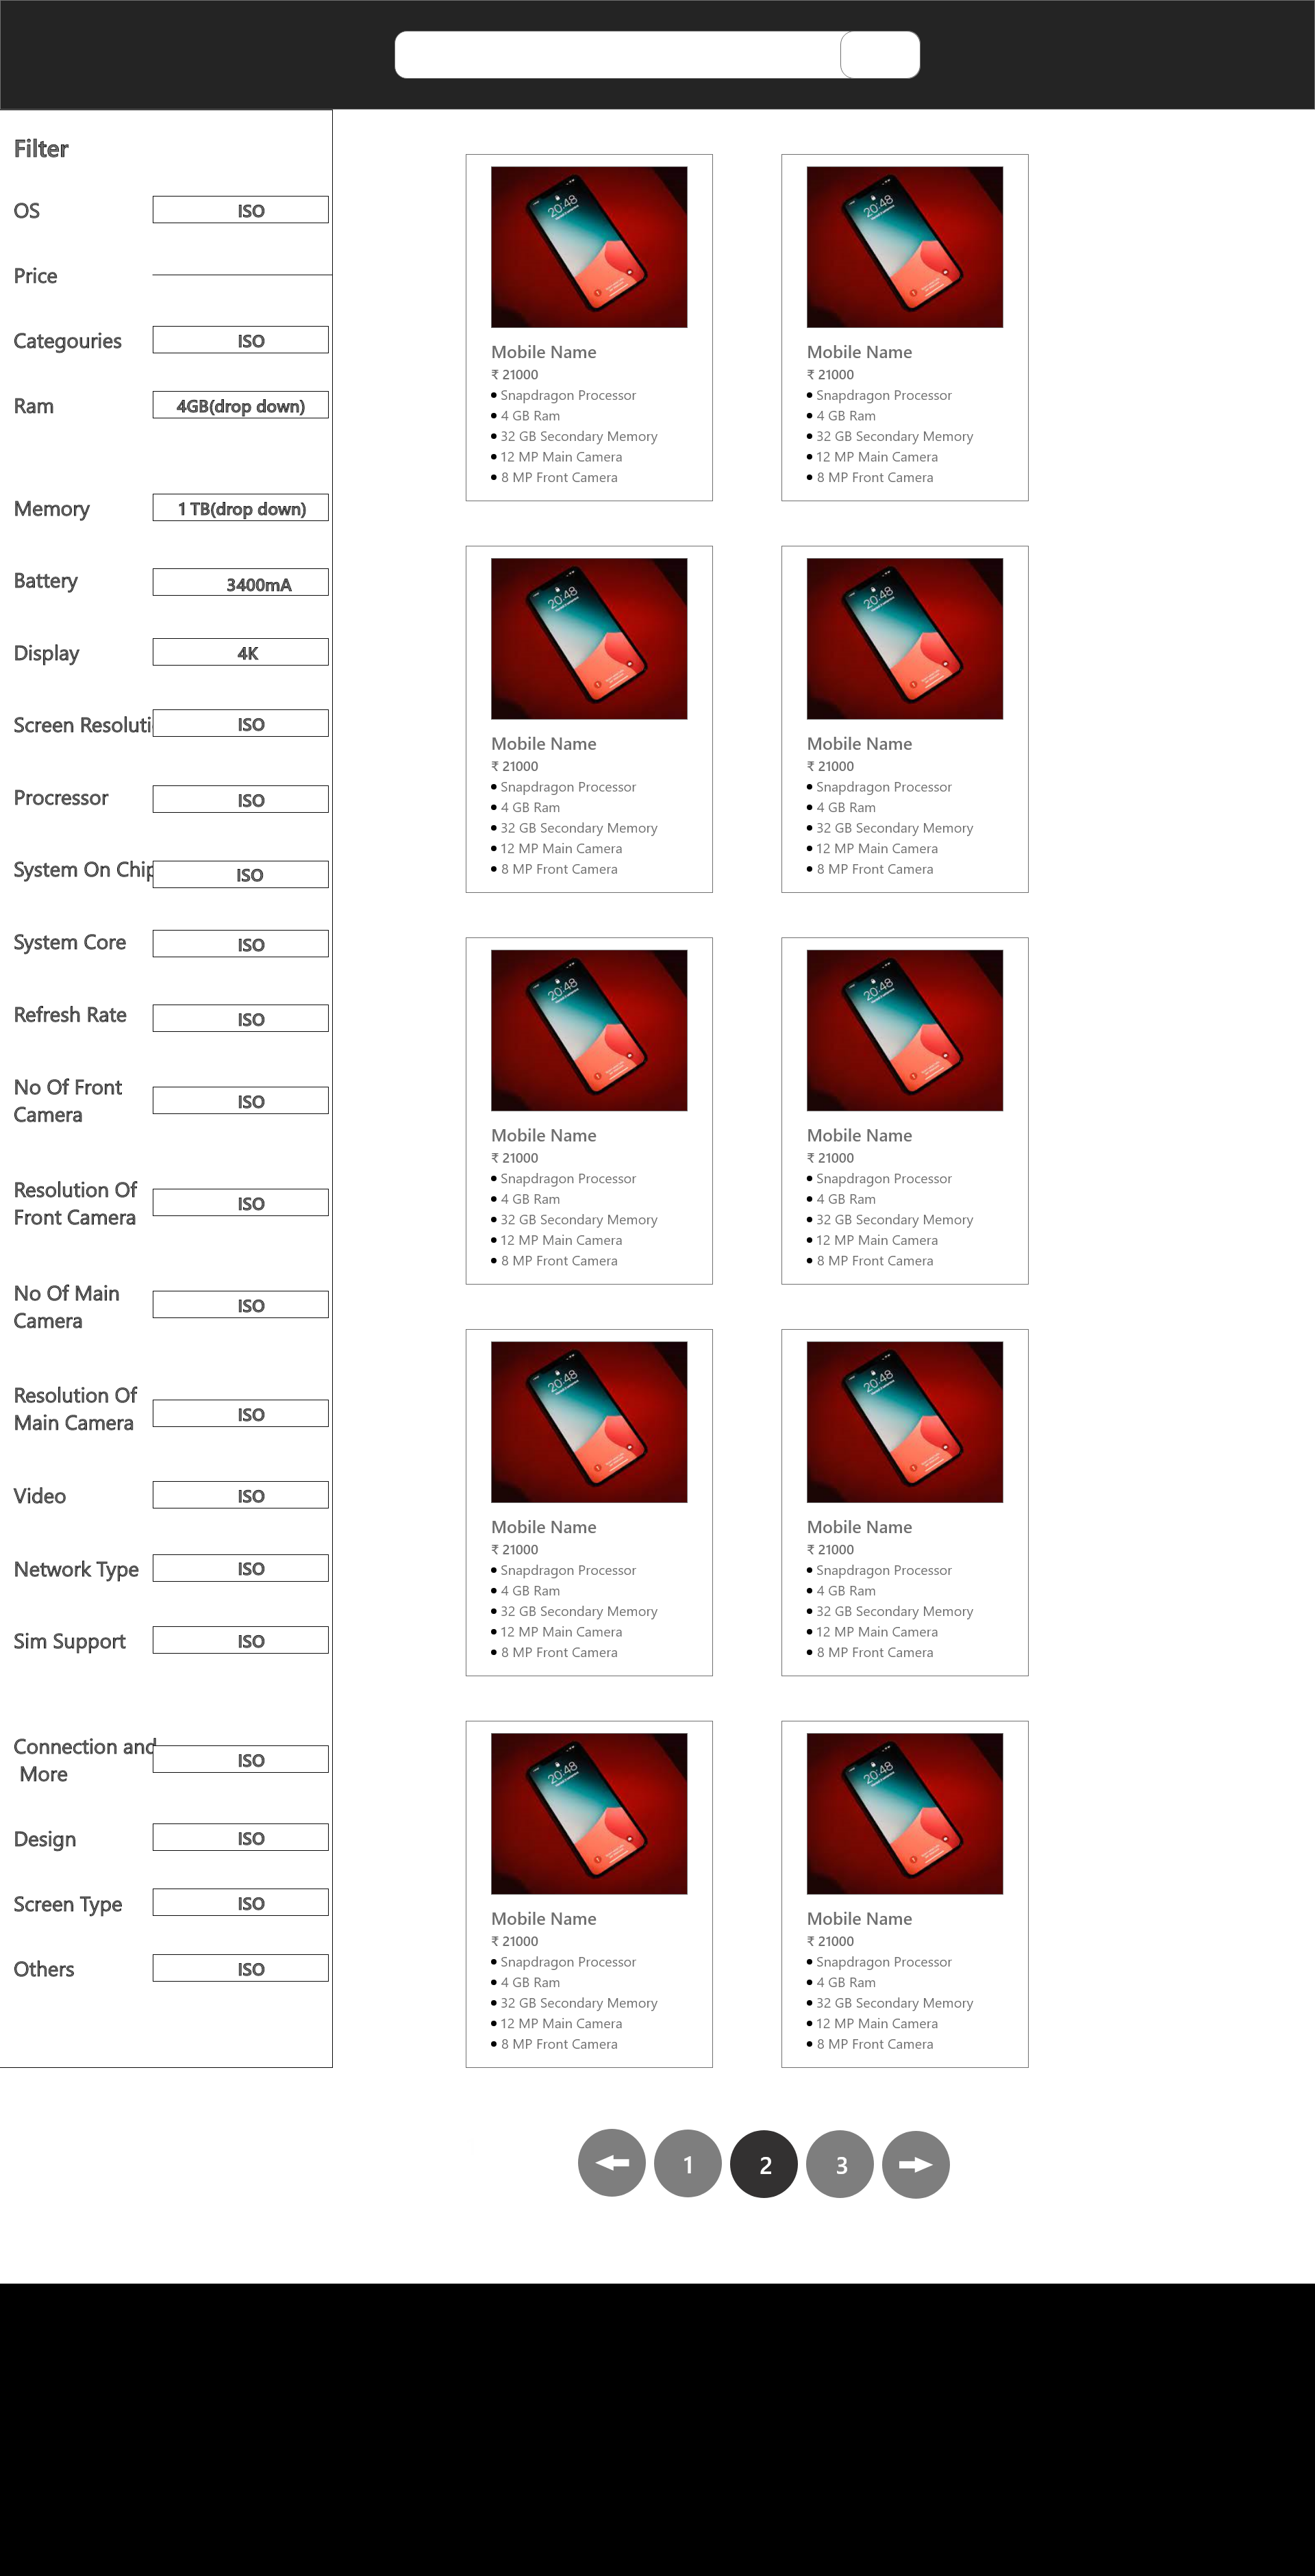 Filter
OS
ISO
Price
Categouries
ISO
Ram
4GB(drop down)
Memory
1 TB(drop down)
Battery
3400mA
Display
4K
Screen Resoluti
ISO
Procressor
ISO
System On Chip
ISO
System Core
ISO
Refresh Rate
ISO
No Of Front
Camera
ISO
Resolution Of
Front Camera
ISO
No Of Main
Camera
ISO
Resolution Of
Main Camera
ISO
Video
ISO
Network Type
ISO
Sim Support
ISO
Connection and
More
ISO
Design
ISO
Screen Type
ISO
Others
ISO
20:48
Mobile Name
₹ 21000
Snapdragon Processor
4 GB Ram
32 GB Secondary Memory
12 MP Main Camera
8 MP Front Camera
20:48
Mobile Name
₹ 21000
Snapdragon Processor
4 GB Ram
32 GB Secondary Memory
12 MP Main Camera
8 MP Front Camera
20:48
Mobile Name
₹ 21000
Snapdragon Processor
4 GB Ram
32 GB Secondary Memory
12 MP Main Camera
8 MP Front Camera
20:48
Mobile Name
₹ 21000
Snapdragon Processor
4 GB Ram
32 GB Secondary Memory
12 MP Main Camera
8 MP Front Camera
20:48
Mobile Name
₹ 21000
Snapdragon Processor
4 GB Ram
32 GB Secondary Memory
12 MP Main Camera
8 MP Front Camera
20:48
Mobile Name
₹ 21000
Snapdragon Processor
4 GB Ram
32 GB Secondary Memory
12 MP Main Camera
8 MP Front Camera
20:48
Mobile Name
₹ 21000
Snapdragon Processor
4 GB Ram
32 GB Secondary Memory
12 MP Main Camera
8 MP Front Camera
20:48
Mobile Name
₹ 21000
Snapdragon Processor
4 GB Ram
32 GB Secondary Memory
12 MP Main Camera
8 MP Front Camera
20:48
Mobile Name
₹ 21000
Snapdragon Processor
4 GB Ram
32 GB Secondary Memory
12 MP Main Camera
8 MP Front Camera
20:48
Mobile Name
₹ 21000
Snapdragon Processor
4 GB Ram
32 GB Secondary Memory
12 MP Main Camera
8 MP Front Camera
1 2 3